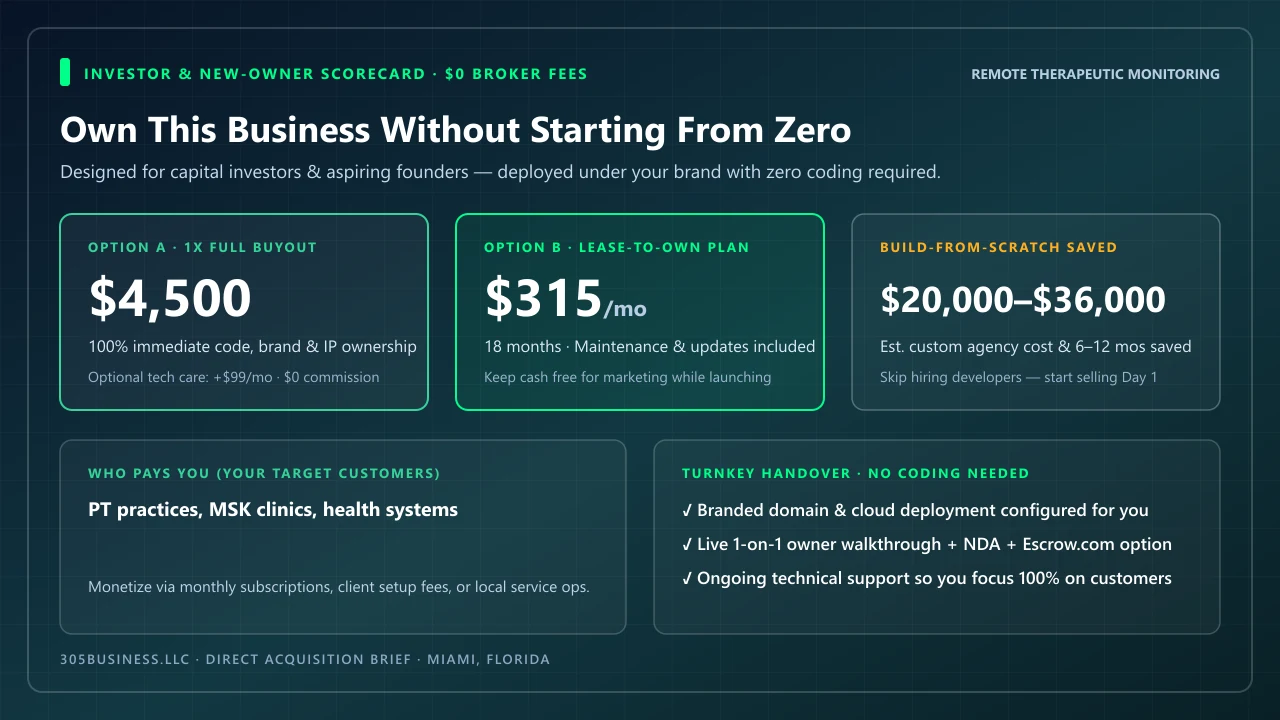 INVESTOR & NEW-OWNER SCORECARD · $0 BROKER FEES
REMOTE THERAPEUTIC MONITORING
Own This Business Without Starting From Zero
Designed for capital investors & aspiring founders — deployed under your brand with zero coding required.
OPTION A · 1X FULL BUYOUT
$4,500
100% immediate code, brand & IP ownership
Optional tech care: +$99/mo · $0 commission
OPTION B · LEASE-TO-OWN PLAN
$315/mo
18 months · Maintenance & updates included
Keep cash free for marketing while launching
BUILD-FROM-SCRATCH SAVED
$20,000–$36,000
Est. custom agency cost & 6–12 mos saved
Skip hiring developers — start selling Day 1
WHO PAYS YOU (YOUR TARGET CUSTOMERS)
PT practices, MSK clinics, health systems
Monetize via monthly subscriptions, client setup fees, or local service ops.
TURNKEY HANDOVER · NO CODING NEEDED
✓ Branded domain & cloud deployment configured for you
✓ Live 1-on-1 owner walkthrough + NDA + Escrow.com option
✓ Ongoing technical support so you focus 100% on customers
305BUSINESS.LLC · DIRECT ACQUISITION BRIEF · MIAMI, FLORIDA